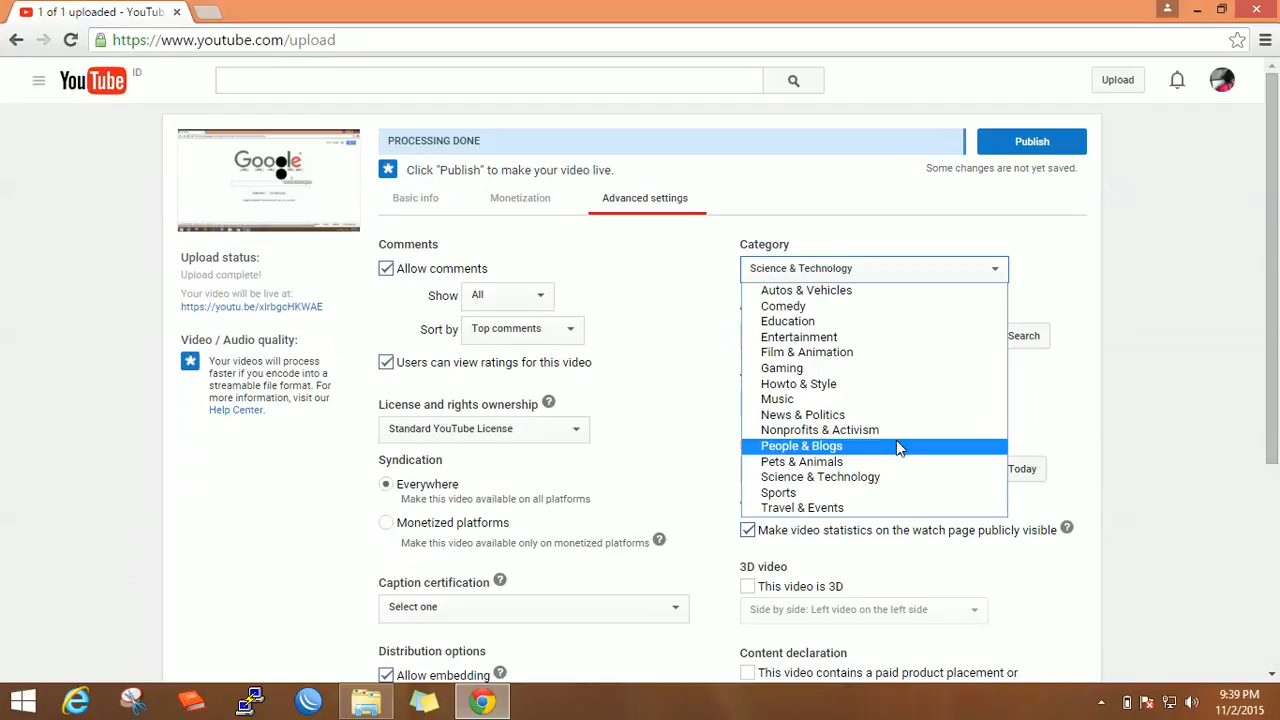 1 of 1 uploaded - YouTub
https://www.youtube.com/upload
YouTube ID
Upload
Google
PROCESSING DONE
Publish
Click "Publish" to make your video live.
Some changes are not yet saved.
Basic info
Monetization
Advanced settings
Upload status:
Upload complete!
Your video will be live at:
https://youtu.be/xIrbgcHKWAE
Video / Audio quality:
Your videos will process
faster if you encode into a
streamable file format. For
more information, visit our
Help Center.
Comments
Allow comments
Show All
Sort by Top comments
Users can view ratings for this video
License and rights ownership ?
Standard YouTube License
Syndication
Everywhere
Make this video available on all platforms
Monetized platforms
Make this video available only on monetized platforms ?
Caption certification ?
Select one
Distribution options
Allow embedding ?
Category
Science & Technology
Autos & Vehicles
Comedy
Education
Entertainment
Film & Animation
Gaming
Howto & Style
Music
News & Politics
Nonprofits & Activism
People & Blogs
Pets & Animals
Science & Technology
Sports
Travel & Events
Search
Today
Make video statistics on the watch page publicly visible ?
3D video
This video is 3D
Side by side: Left video on the left side
Content declaration
This video contains a paid product placement or
9:39 PM
11/2/2015